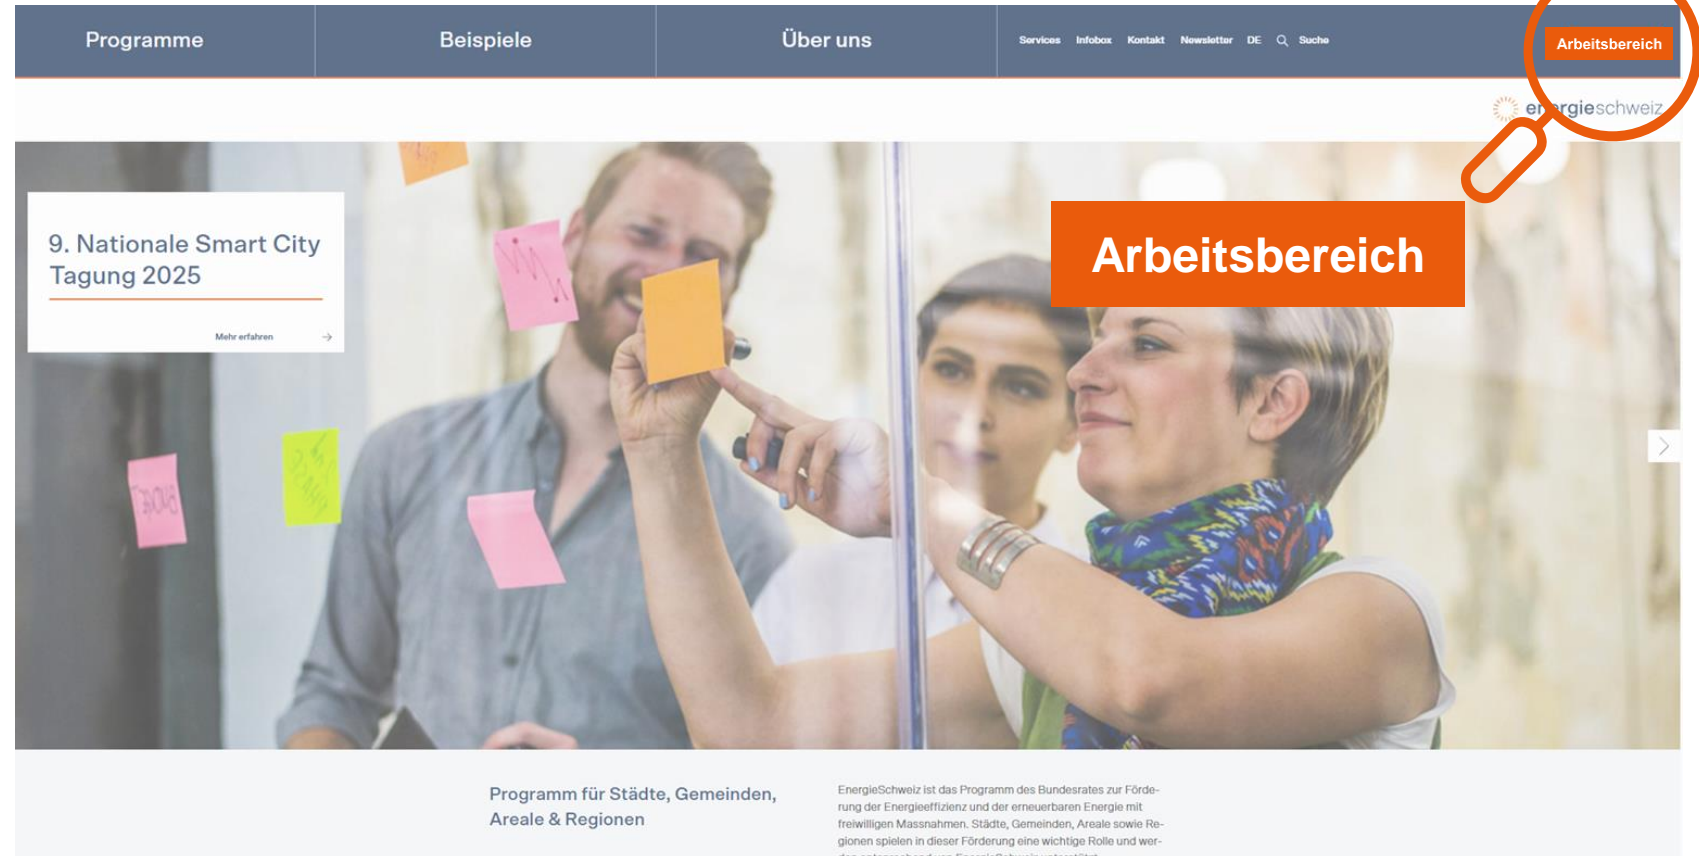 Programme
Beispiele
Über uns
Services Infobox Kontakt Newsletter DE Suche
Arbeitsbereich
energieschweiz
9. Nationale Smart City
Tagung 2025
Mehr erfahren
Arbeitsbereich
Programm für Städte, Gemeinden,
Areale & Regionen
EnergieSchweiz ist das Programm des Bundesrates zur Förde-
rung der Energieeffizienz und der erneuerbaren Energie mit
freiwilligen Massnahmen. Städte, Gemeinden, Areale sowie Re-
gionen spielen in dieser Förderung eine wichtige Rolle und wer-